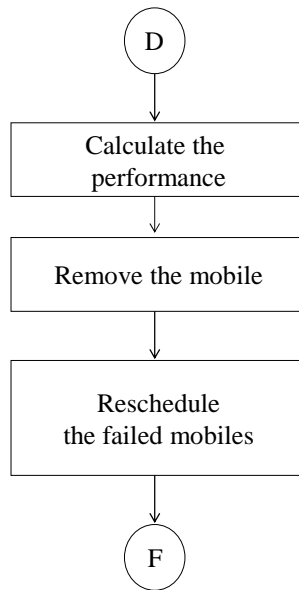 D
Calculate the
performance
Remove the mobile
Reschedule
the failed mobiles
F